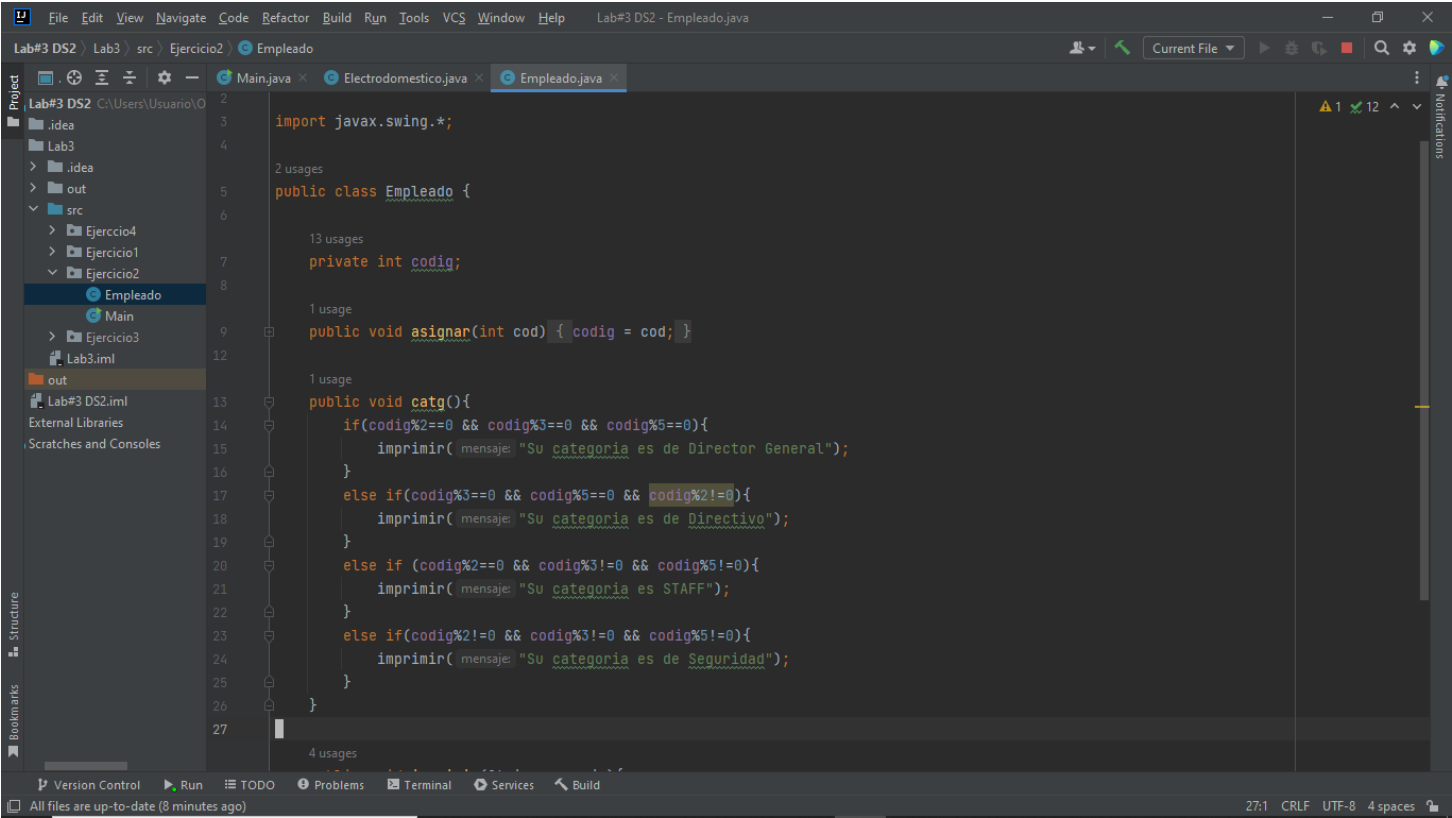 File Edit View Navigate Code Refactor Build Run Tools VCS Window Help Lab#3 DS2 - Empleado.java
Lab#3 DS2 Lab3 src Ejercicio2 Empleado Current File
Project Main.java Electrodomestico.java Empleado.java
Lab#3 DS2 C:\Users\Usuario\O
.idea
Lab3
.idea
out
src
Ejerccio4
Ejercicio1
Ejercicio2
Empleado
Main
Ejercicio3
Lab3.iml
out
Lab#3 DS2.iml
External Libraries
Scratches and Consoles
Structure
Bookmarks
2
3 import javax.swing.*;
4
2 usages
5 public class Empleado {
6
13 usages
7 private int codig;
8
1 usage
9 public void asignar(int cod) { codig = cod; }
12
1 usage
13 public void catg(){
14 if(codig%2==0 && codig%3==0 && codig%5==0){
15 imprimir( mensaje: "Su categoria es de Director General");
16 }
17 else if(codig%3==0 && codig%5==0 && codig%2!=0){
18 imprimir( mensaje: "Su categoria es de Directivo");
19 }
20 else if (codig%2==0 && codig%3!=0 && codig%5!=0){
21 imprimir( mensaje: "Su categoria es STAFF");
22 }
23 else if(codig%2!=0 && codig%3!=0 && codig%5!=0){
24 imprimir( mensaje: "Su categoria es de Seguridad");
25 }
26 }
27
4 usages
1 12
Notifications
Version Control Run TODO Problems Terminal Services Build
All files are up-to-date (8 minutes ago) 27:1 CRLF UTF-8 4 spaces